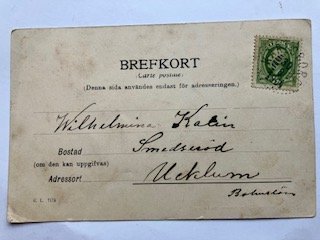 BREFKORT
Carte postale
(Denna sida användes endast för adresseringen.)
Wilhelmina Kalin
Bostad Smedseröd
(om den kan uppgifvas)
Adressort Ucklum
Bohuslän